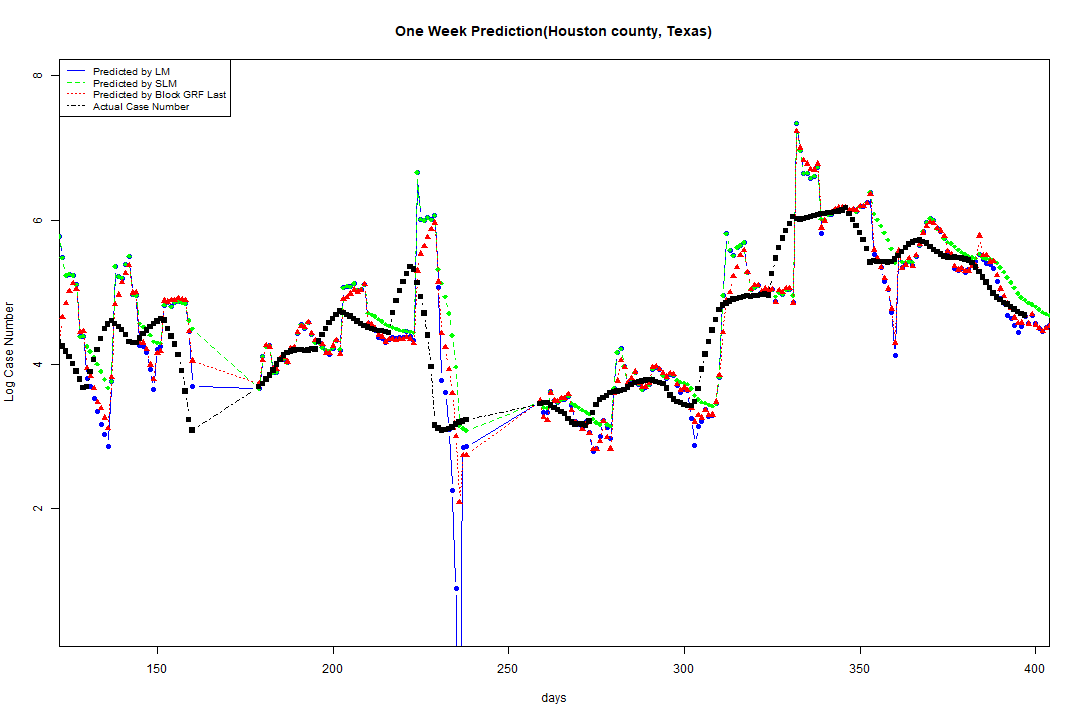 One Week Prediction(Houston county, Texas)
Predicted by LM
Predicted by SLM
Predicted by Block GRF Last
Actual Case Number
8
6
4
2
Log Case Number
150 200 250 300 350 400
days